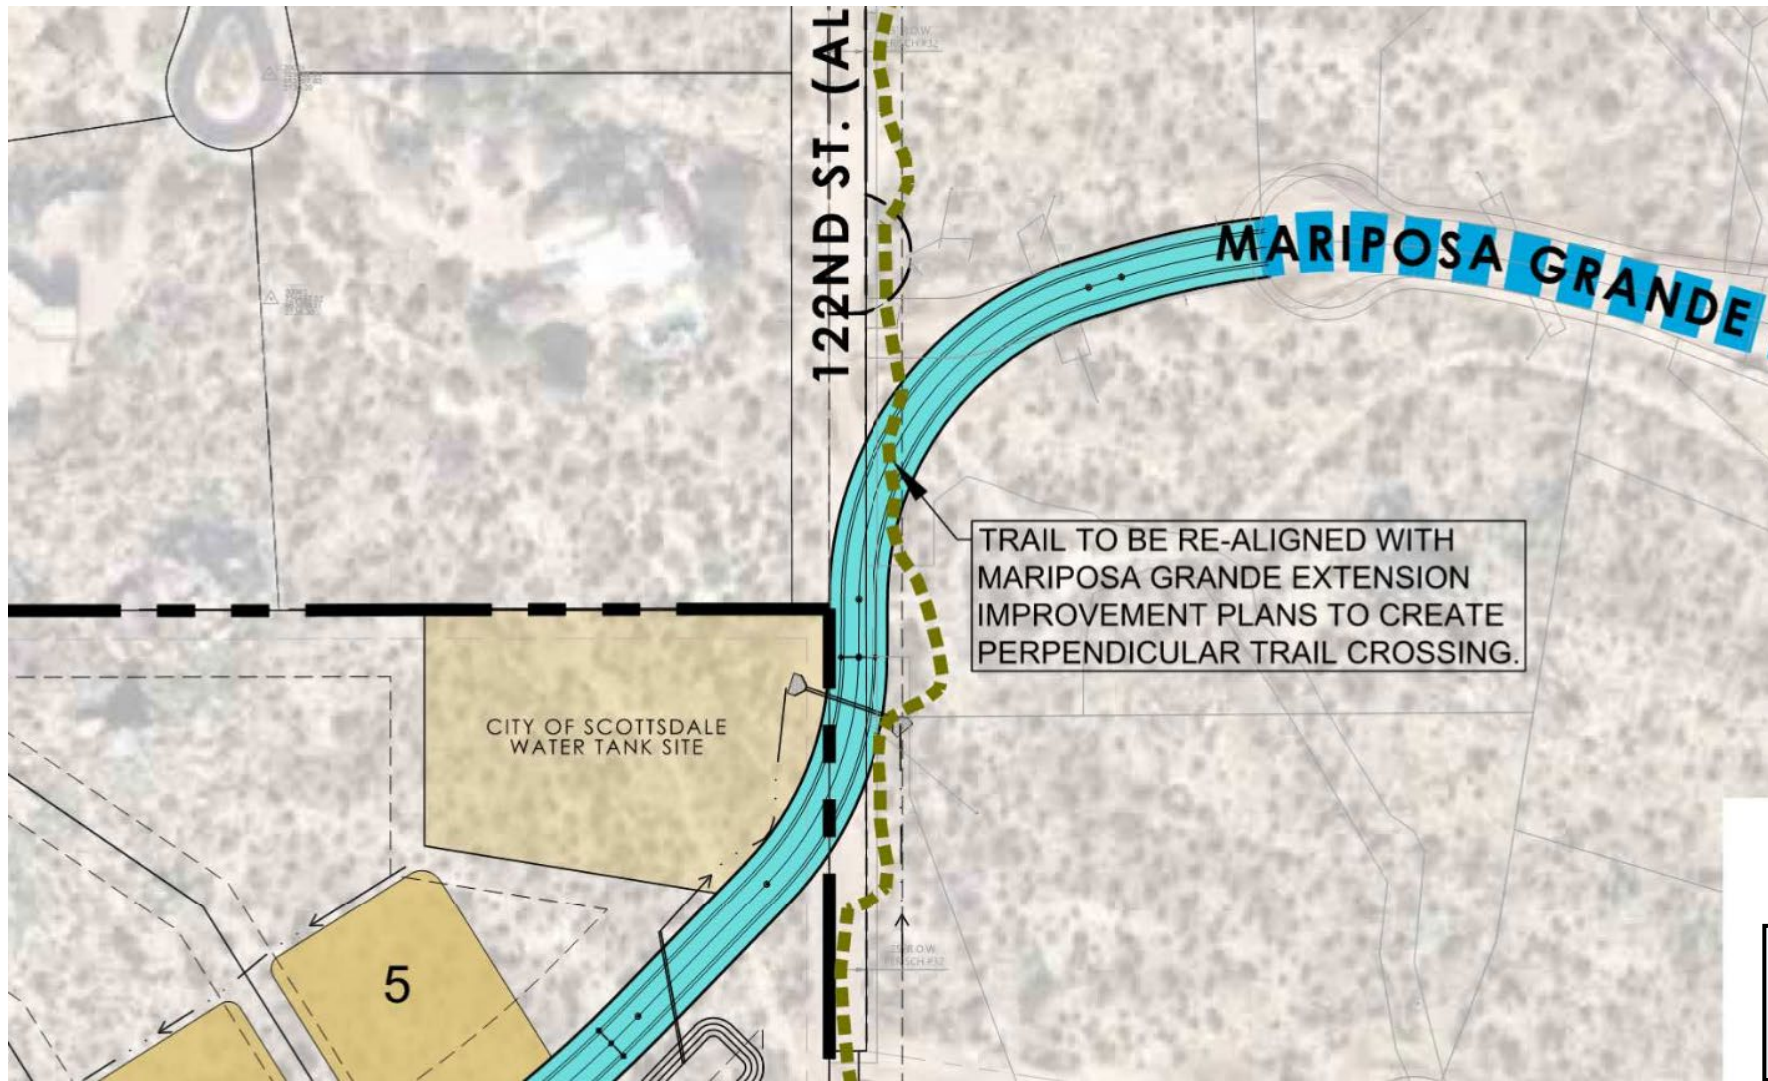 122ND ST. (AL
MARIPOSA GRANDE
TRAIL TO BE RE-ALIGNED WITH
MARIPOSA GRANDE EXTENSION
IMPROVEMENT PLANS TO CREATE
PERPENDICULAR TRAIL CROSSING.
CITY OF SCOTTSDALE
WATER TANK SITE
5